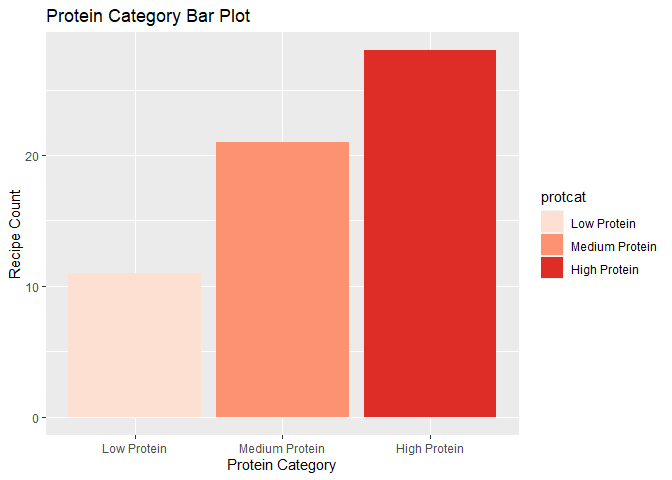 Protein Category Bar Plot
Recipe Count
20
10
0
Low Protein
Medium Protein
High Protein
Protein Category
protcat
Low Protein
Medium Protein
High Protein